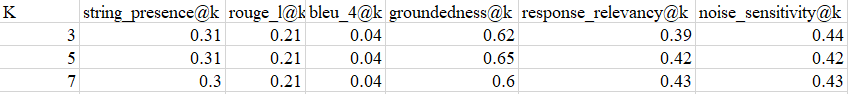 K string_presence@k rouge_l@k bleu_4@k groundedness@k response_relevancy@k noise_sensitivity@k
3 0.31 0.21 0.04 0.62 0.39 0.44
5 0.31 0.21 0.04 0.65 0.42 0.42
7 0.3 0.21 0.04 0.6 0.43 0.43